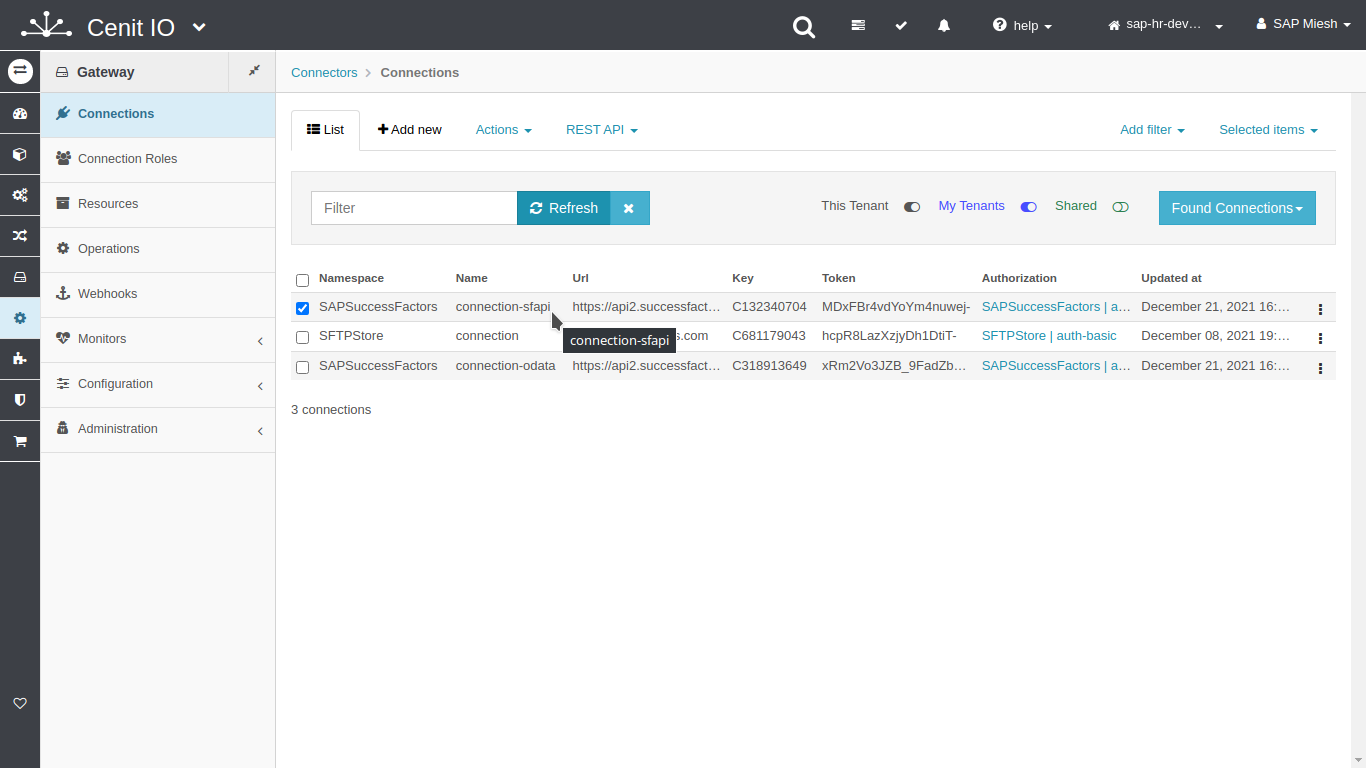 Cenit IO
help
sap-hr-dev…
SAP Miesh
Gateway
Connectors
Connections
Connections
Connection Roles
Resources
Operations
Webhooks
Monitors
Configuration
Administration
List
Add new
Actions
REST API
Add filter
Selected items
Filter
Refresh
This Tenant
My Tenants
Shared
Found Connections
Namespace Name Url Key Token Authorization Updated at
SAPSuccessFactors connection-sfapi https://api2.successfact… C132340704 MDxFBr4vdYoYm4nuwej- SAPSuccessFactors | a… December 21, 2021 16:…
SFTPStore connection s.com C681179043 hcpR8LazXzjyDh1DtiT- SFTPStore | auth-basic December 08, 2021 19:…
connection-sfapi
SAPSuccessFactors connection-odata https://api2.successfact… C318913649 xRm2Vo3JZB_9FadZb… SAPSuccessFactors | a… December 21, 2021 16:…
3 connections